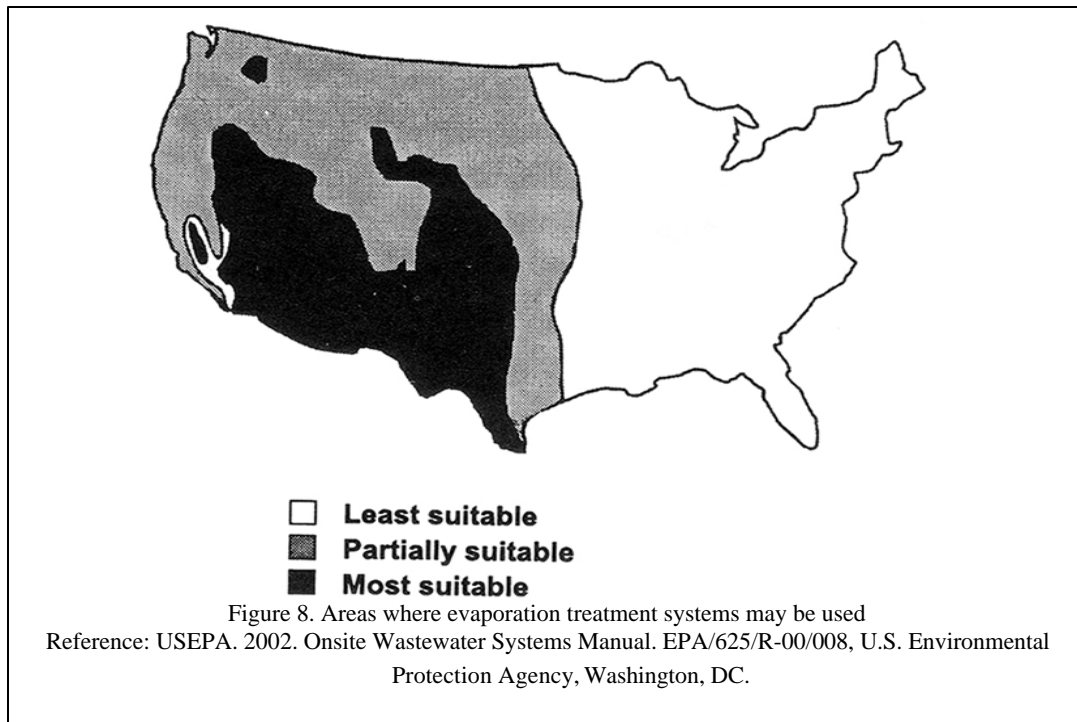 Least suitable
Partially suitable
Most suitable
Figure 8. Areas where evaporation treatment systems may be used
Reference: USEPA. 2002. Onsite Wastewater Systems Manual. EPA/625/R-00/008, U.S. Environmental
Protection Agency, Washington, DC.